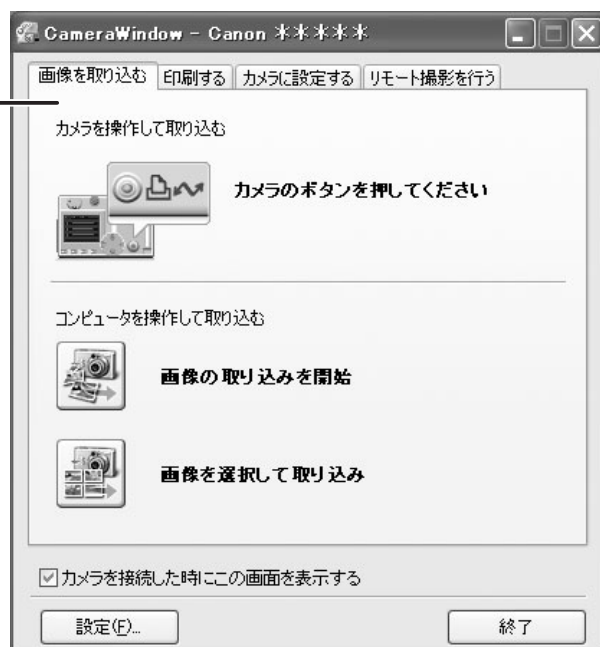 CameraWindow - Canon *****
画像を取り込む 印刷する カメラに設定する リモート撮影を行う
カメラを操作して取り込む
カメラのボタンを押してください
コンピュータを操作して取り込む
画像の取り込みを開始
画像を選択して取り込み
カメラを接続した時にこの画面を表示する
設定(F)... 終了